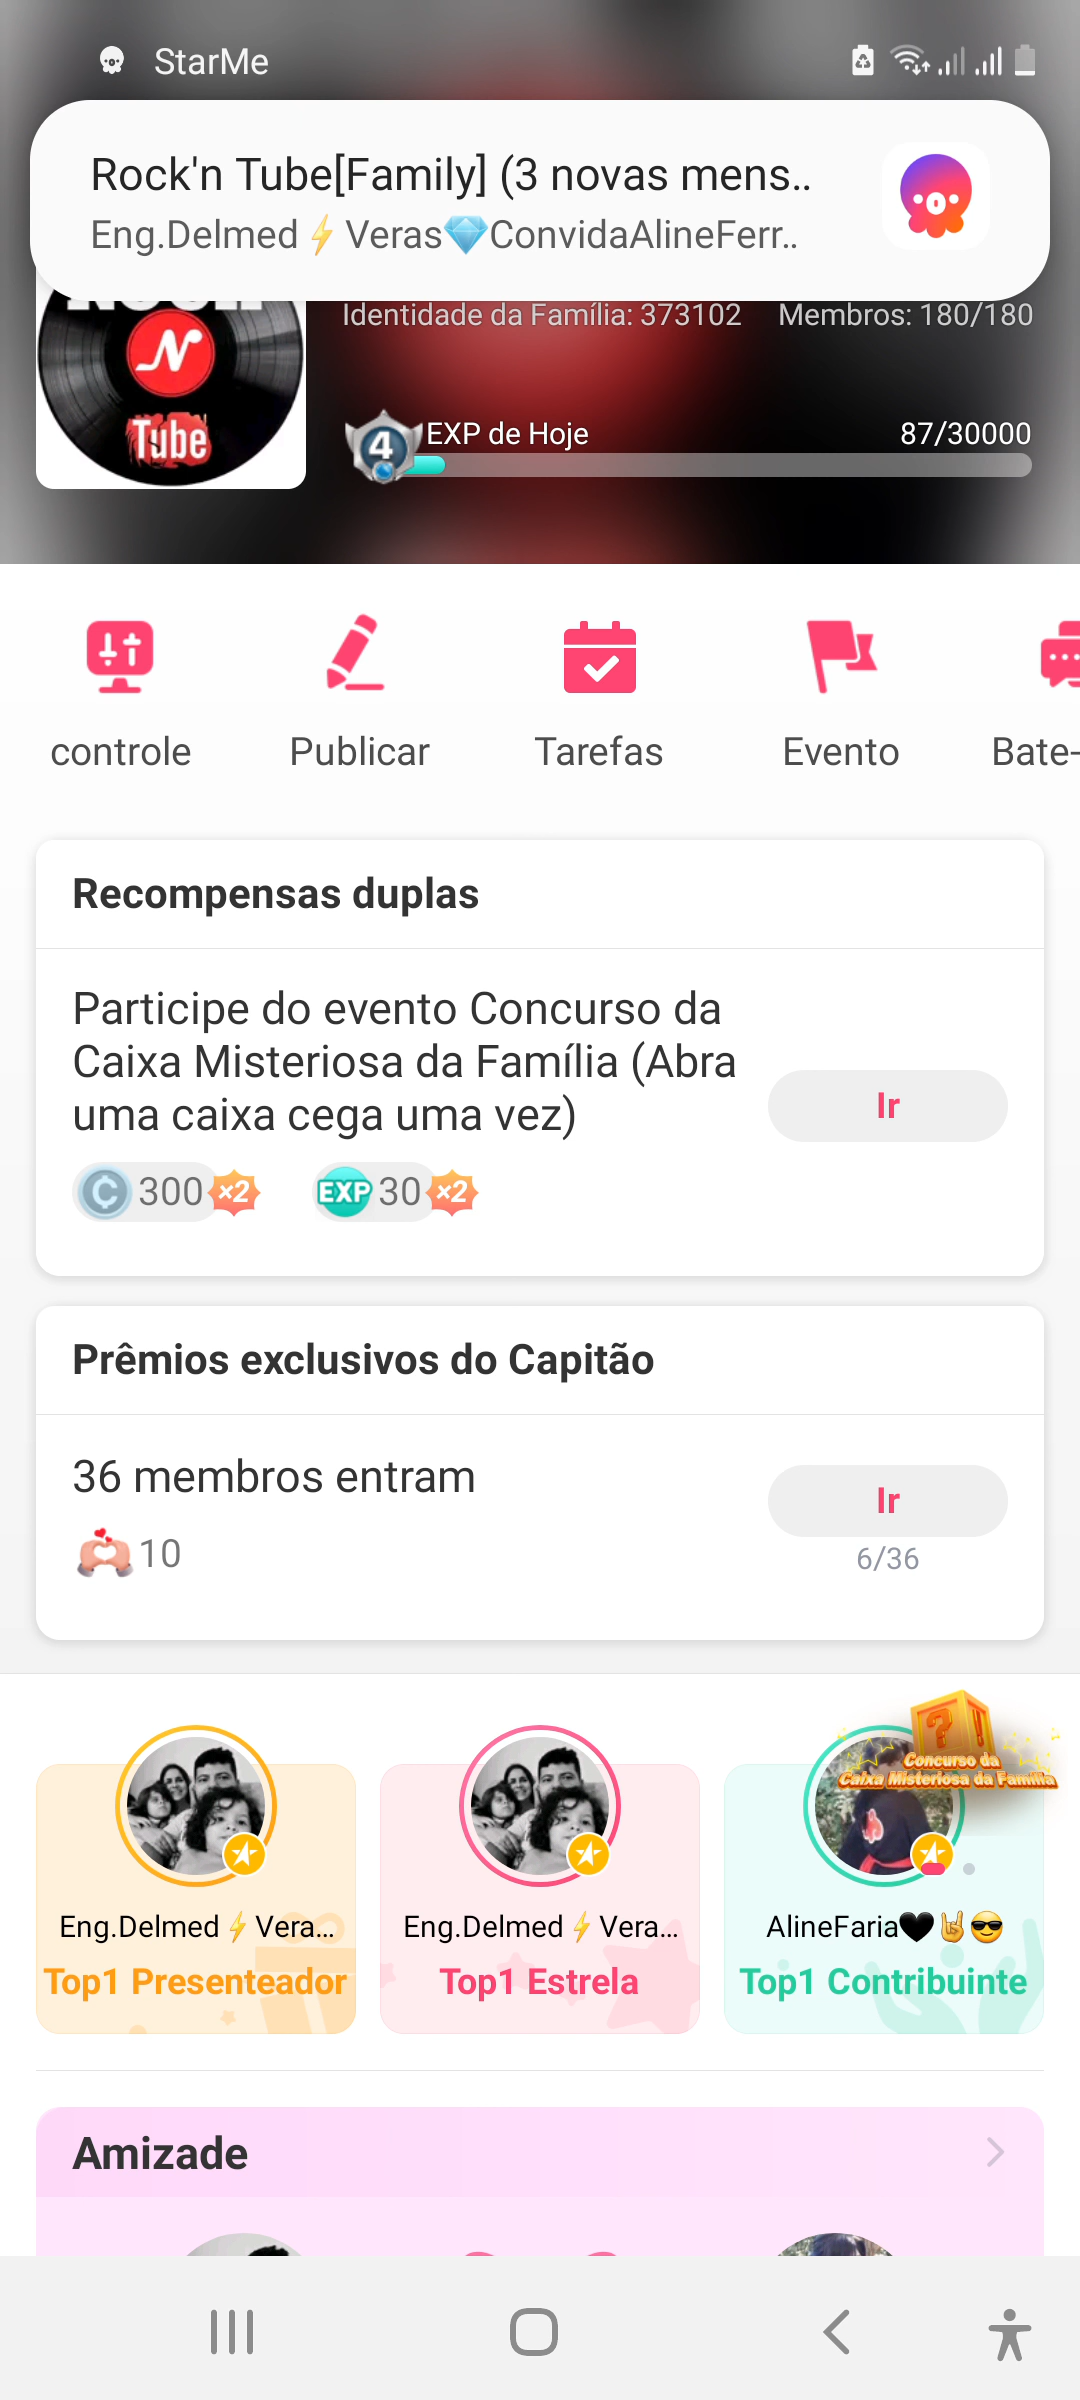 StarMe
Rock'n Tube[Family] (3 novas mens..
Eng.Delmed⚡Veras💎ConvidaAlineFerr..
Identidade da Família: 373102 Membros: 180/180
N
Tube
4 EXP de Hoje 87/30000
controle Publicar Tarefas Evento Bate-
Recompensas duplas
Participe do evento Concurso da
Caixa Misteriosa da Família (Abra
uma caixa cega uma vez)
Ir
300 ×2 EXP 30 ×2
Prêmios exclusivos do Capitão
36 membros entram
Ir
10
6/36
Concurso da
Caixa Misteriosa da Família
Eng.Delmed⚡Vera... Eng.Delmed⚡Vera... AlineFaria🖤🤘😎
Top1 Presenteador Top1 Estrela Top1 Contribuinte
Amizade